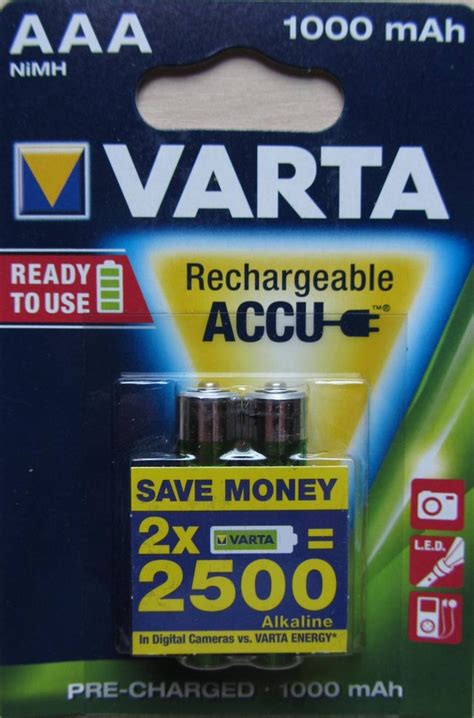 AAA 1000 mAh
NiMH
VARTA
READY
TO USE
Rechargeable
ACCU ™®
SAVE MONEY
2x VARTA =
2500
Alkaline
In Digital Cameras vs. VARTA ENERGY*
L.E.D.
PRE-CHARGED · 1000 mAh